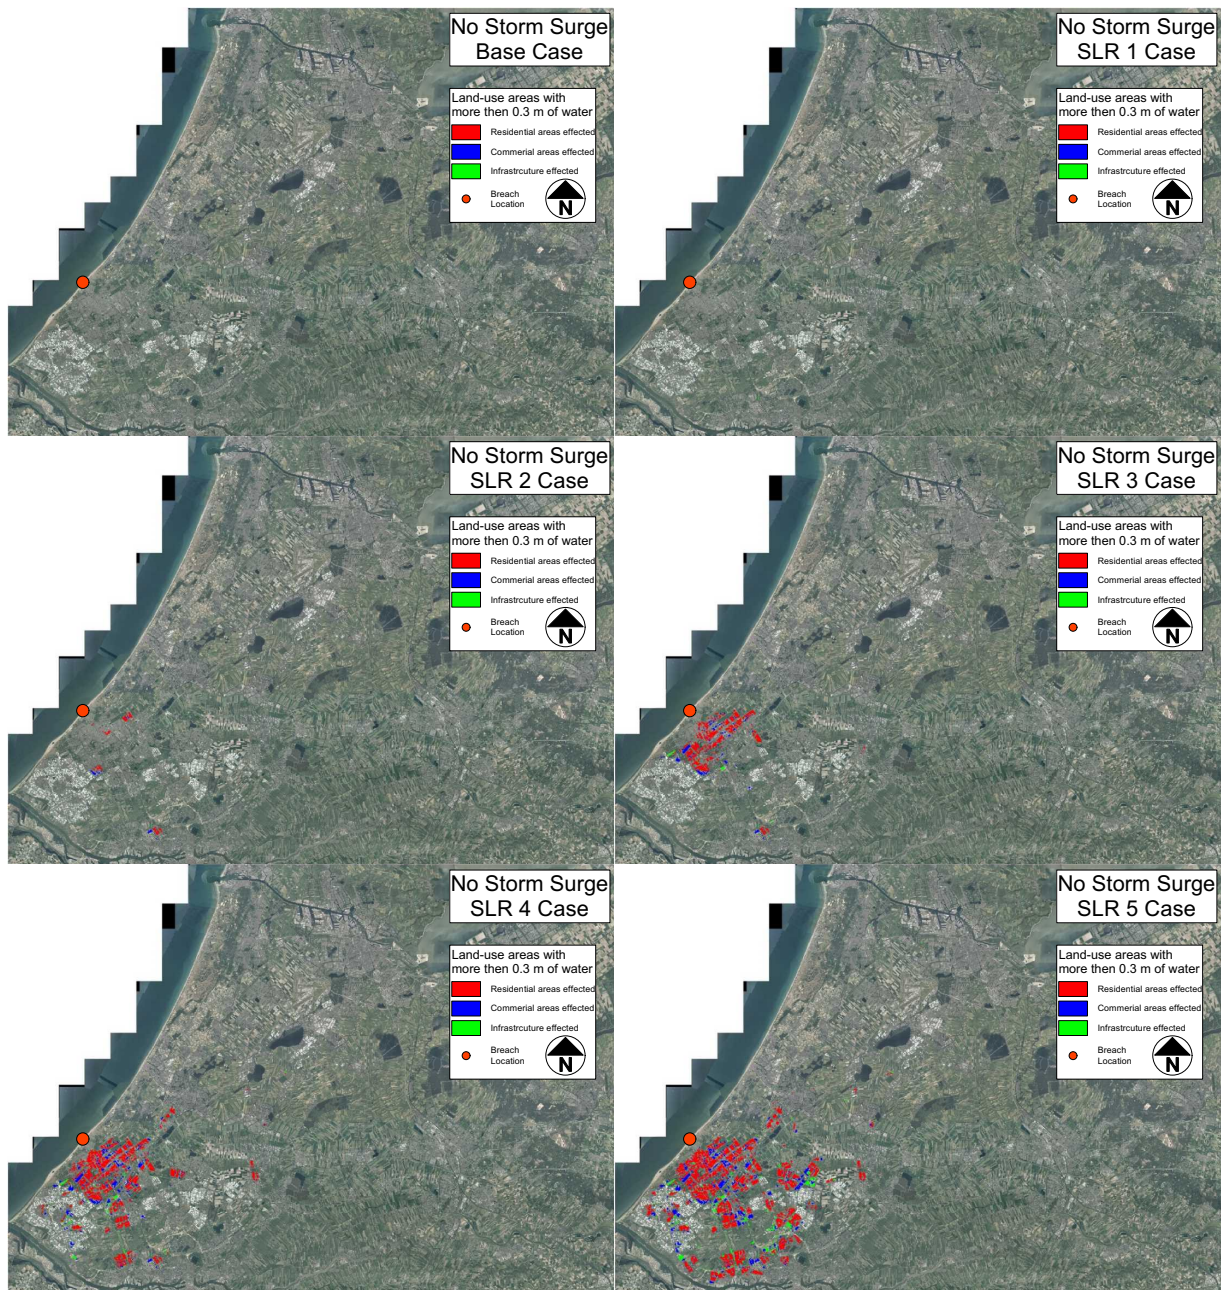 No Storm Surge
Base Case
Land-use areas with
more then 0.3 m of water
Residential areas effected
Commerial areas effected
Infrastrcuture effected
Breach
Location
N
No Storm Surge
SLR 1 Case
Land-use areas with
more then 0.3 m of water
Residential areas effected
Commerial areas effected
Infrastrcuture effected
Breach
Location
N
No Storm Surge
SLR 2 Case
Land-use areas with
more then 0.3 m of water
Residential areas effected
Commerial areas effected
Infrastrcuture effected
Breach
Location
N
No Storm Surge
SLR 3 Case
Land-use areas with
more then 0.3 m of water
Residential areas effected
Commerial areas effected
Infrastrcuture effected
Breach
Location
N
No Storm Surge
SLR 4 Case
Land-use areas with
more then 0.3 m of water
Residential areas effected
Commerial areas effected
Infrastrcuture effected
Breach
Location
N
No Storm Surge
SLR 5 Case
Land-use areas with
more then 0.3 m of water
Residential areas effected
Commerial areas effected
Infrastrcuture effected
Breach
Location
N